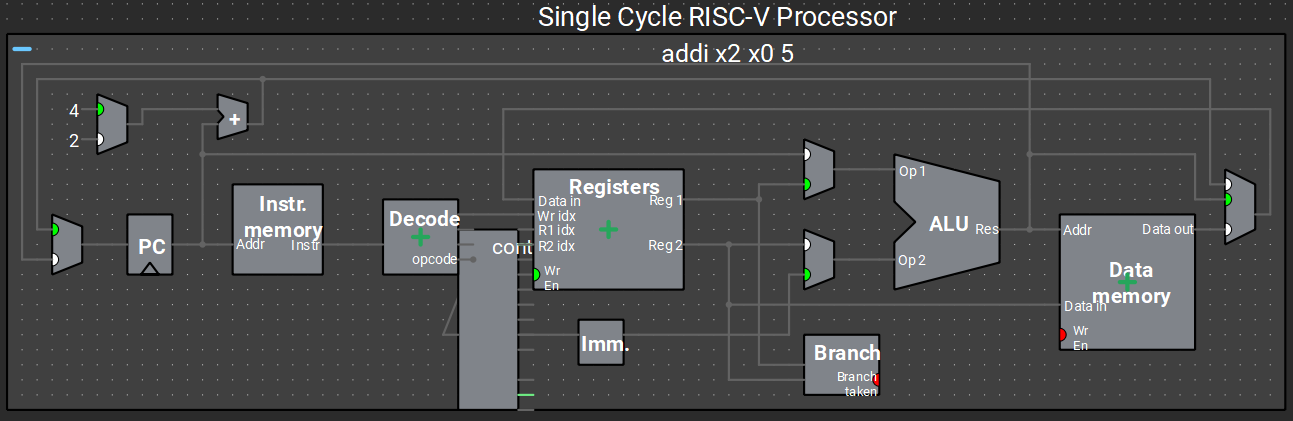 Single Cycle RISC-V Processor
addi x2 x0 5
4
2
+
PC
Instr.
memory
Addr
Instr
Decode
opcode
cont
Registers
Data in
Wr idx
R1 idx
R2 idx
Wr
En
Reg 1
Reg 2
Imm.
Op 1
Op 2
ALU
Res
Branch
Branch
taken
Addr
Data out
Data
memory
Data in
Wr
En